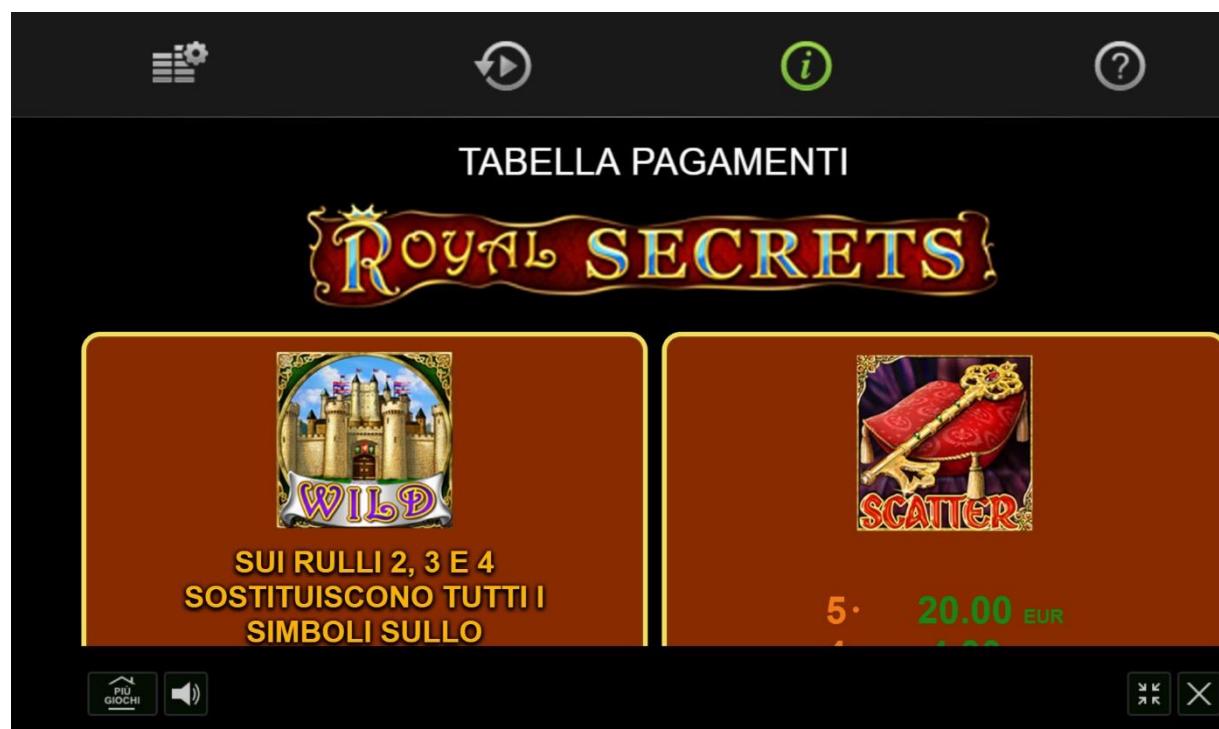 TABELLA PAGAMENTI
ROYAL SECRETS
WILD
SUI RULLI 2, 3 E 4
SOSTITUISCONO TUTTI I
SIMBOLI SULLO
SCATTER
5· 20.00 EUR
PIÙ
GIOCHI